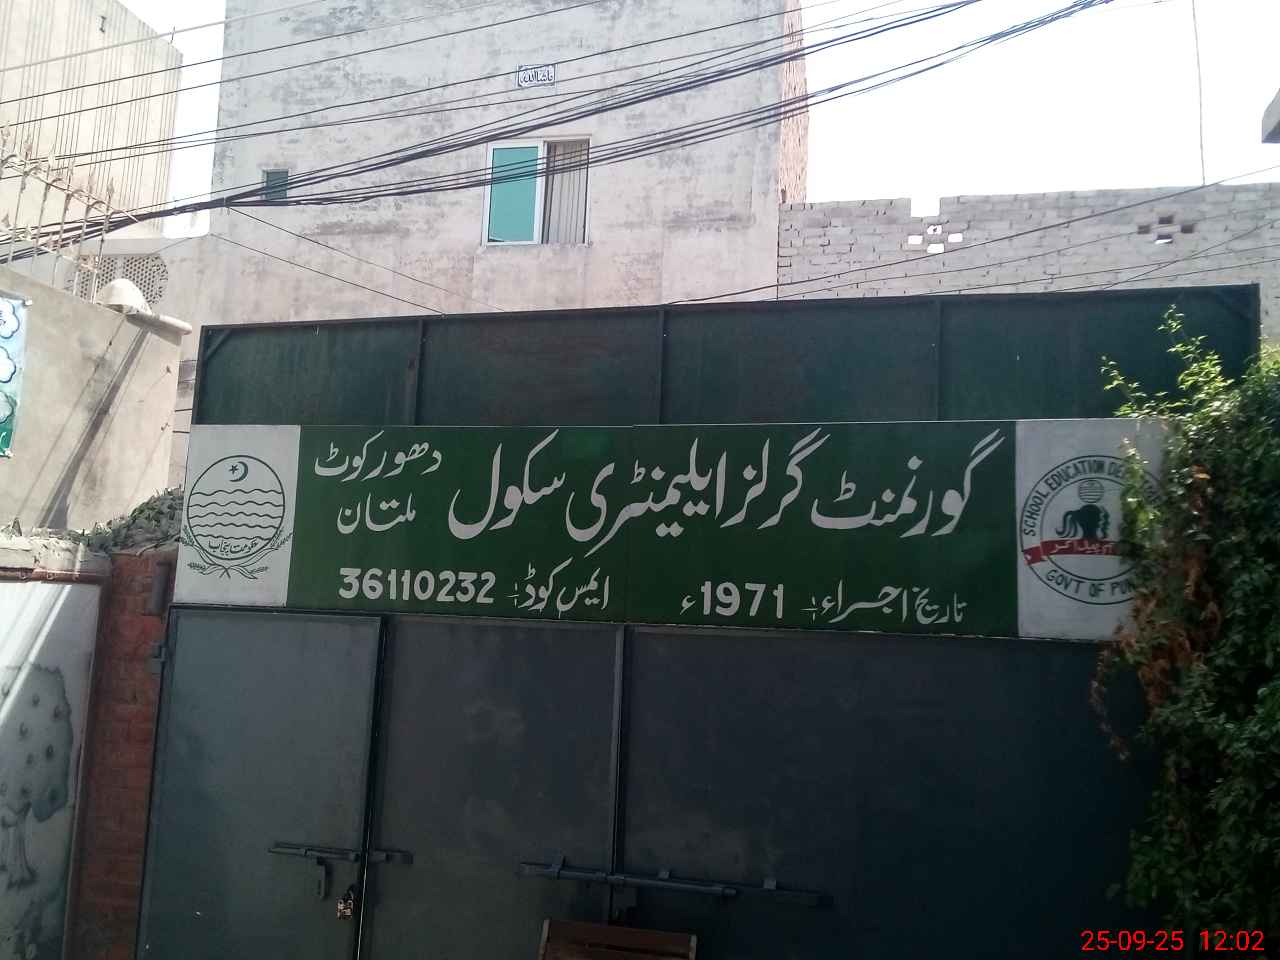 ماشاءاللہ
گورنمنٹ گرلز ایلیمنٹری سکول دھورکوٹ
ملتان
تاریخ اجراء:۔ 1971ء ایمس کوڈ:۔ 36110232
حکومت پنجاب
SCHOOL EDUCATION DE
GOVT OF PUN
25-09-25 12:02